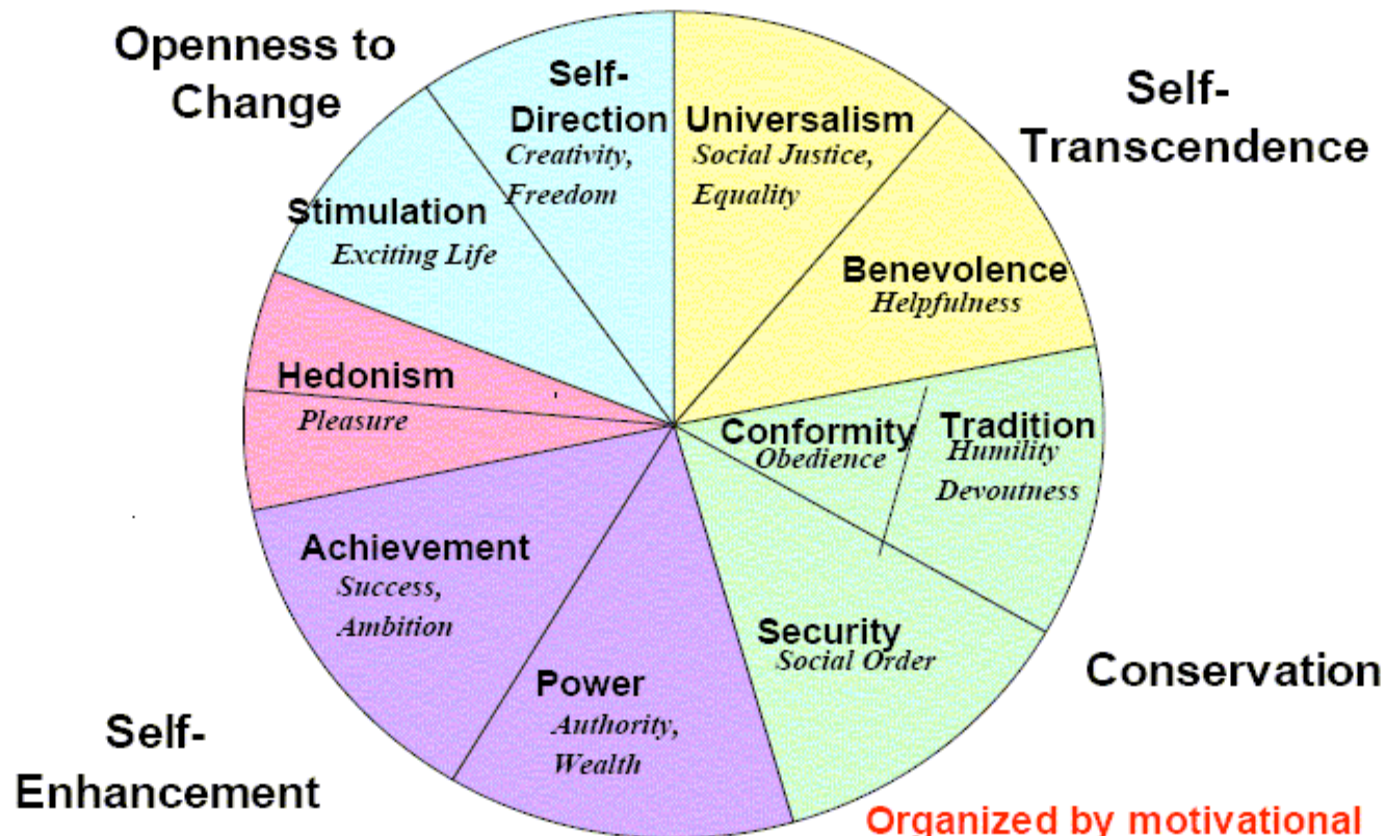 Openness to
Change
Self-
Direction
Creativity,
Freedom
Universalism
Social Justice,
Equality
Self-
Transcendence
Stimulation
Exciting Life
Benevolence
Helpfulness
Hedonism
Pleasure
Conformity
Obedience
Tradition
Humility
Devoutness
Achievement
Success,
Ambition
Security
Social Order
Conservation
Power
Authority,
Wealth
Self-
Enhancement
Organized by motivational